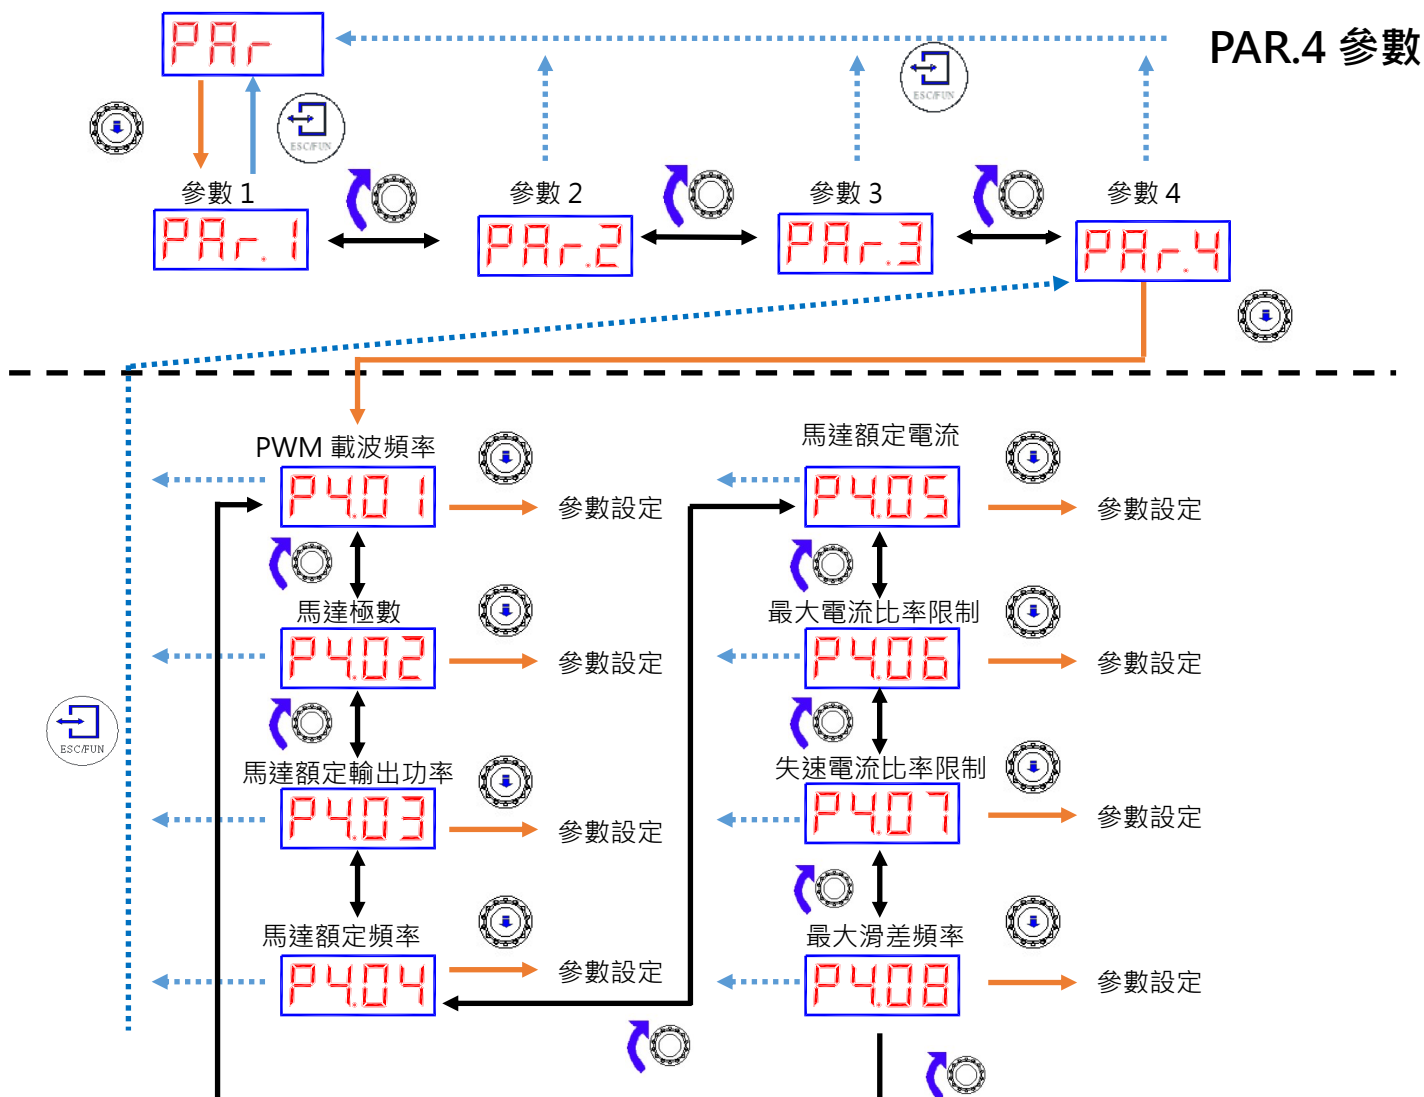 PAr
PAR.4 參數
ESC/FUN
ESC/FUN
參數 1
參數 2
參數 3
參數 4
PAr.1
PAr.2
PAr.3
PAr.4
PWM 載波頻率
P4.01
參數設定
馬達極數
P4.02
參數設定
ESC/FUN
馬達額定輸出功率
P4.03
參數設定
馬達額定頻率
P4.04
參數設定
馬達額定電流
P4.05
參數設定
最大電流比率限制
P4.06
參數設定
失速電流比率限制
P4.07
參數設定
最大滑差頻率
P4.08
參數設定